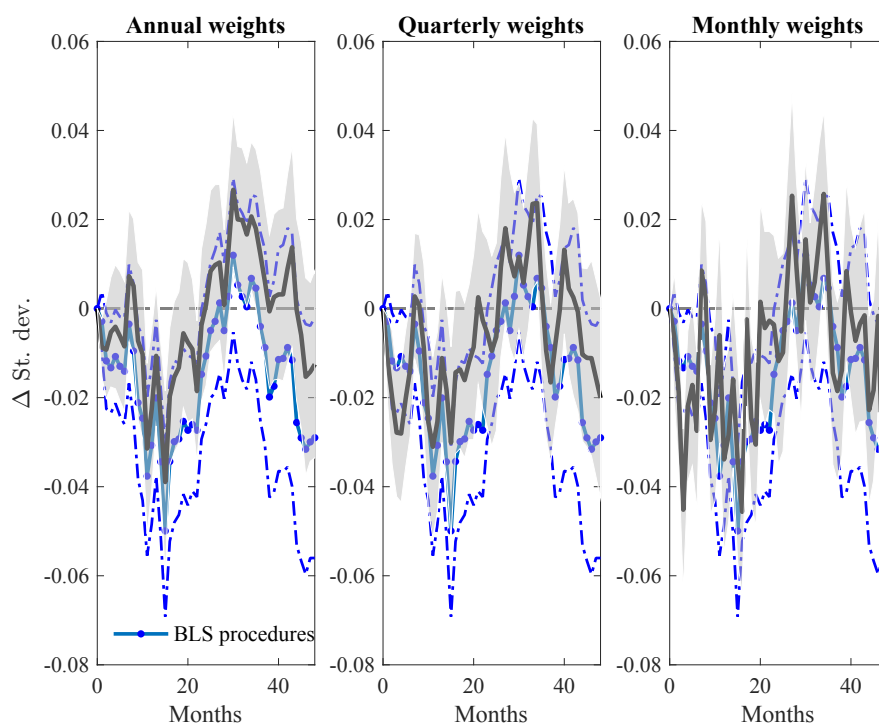 Annual weights
Quarterly weights
Monthly weights
0.06
0.04
0.02
0
-0.02
-0.04
-0.06
-0.08
0.06
0.04
0.02
0
-0.02
-0.04
-0.06
-0.08
0.06
0.04
0.02
0
-0.02
-0.04
-0.06
-0.08
Δ St. dev.
BLS procedures
0 20 40
0 20 40
0 20 40
Months
Months
Months